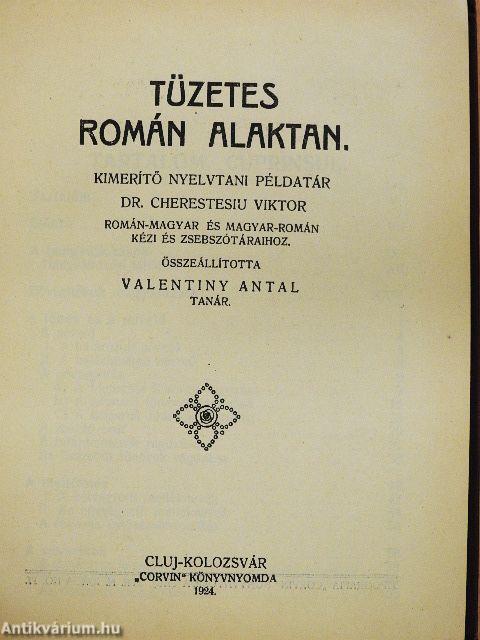 TÜZETES
ROMÁN ALAKTAN.
KIMERÍTŐ NYELVTANI PÉLDATÁR
DR. CHERESTESIU VIKTOR
ROMÁN-MAGYAR ÉS MAGYAR-ROMÁN
KÉZI ÉS ZSEBSZÓTÁRAIHOZ.
ÖSSZEÁLLÍTOTTA
VALENTINY ANTAL
TANÁR.
CLUJ-KOLOZSVÁR
„CORVIN“ KÖNYVNYOMDA
1924.
Antikvárium.hu